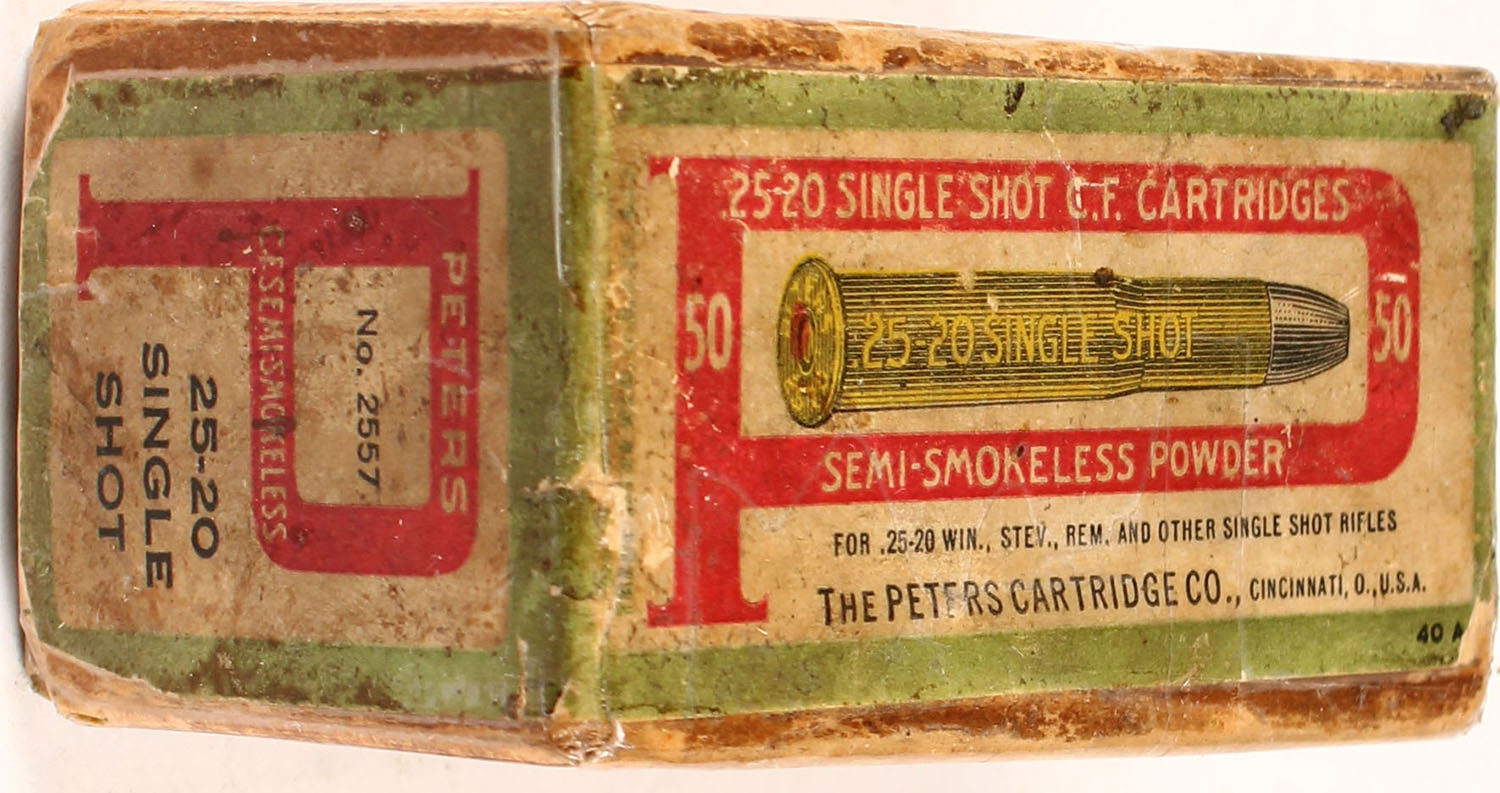 .25-20 SINGLE SHOT C.F. CARTRIDGES
50
.25-20 SINGLE SHOT
50
SEMI-SMOKELESS POWDER
FOR .25-20 WIN., STEV., REM. AND OTHER SINGLE SHOT RIFLES
THE PETERS CARTRIDGE CO., CINCINNATI, O., U.S.A.
40 A
PETERS
No. 2557
C.F. SEMI-SMOKELESS
25-20
SINGLE
SHOT